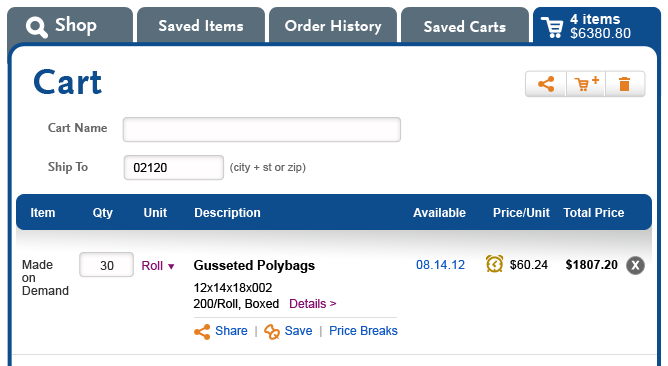 Shop
Saved Items
Order History
Saved Carts
4 items
$6380.80
Cart
Cart Name
Ship To 02120 (city + st or zip)
Item Qty Unit Description Available Price/Unit Total Price
Made on Demand
30 Roll
Gusseted Polybags
08.14.12 $60.24 $1807.20 X
12x14x18x002
200/Roll, Boxed Details >
Share | Save | Price Breaks